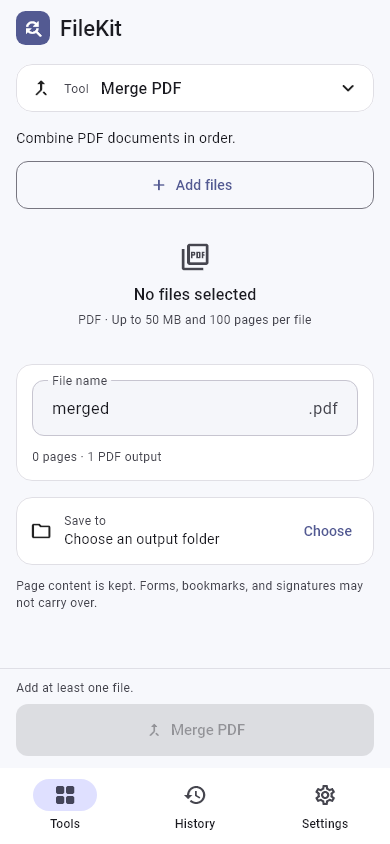 FileKit
Tool Merge PDF
Combine PDF documents in order.
+ Add files
PDF
No files selected
PDF · Up to 50 MB and 100 pages per file
File name
merged .pdf
0 pages · 1 PDF output
Save to
Choose an output folder
Choose
Page content is kept. Forms, bookmarks, and signatures may
not carry over.
Add at least one file.
Merge PDF
Tools History Settings